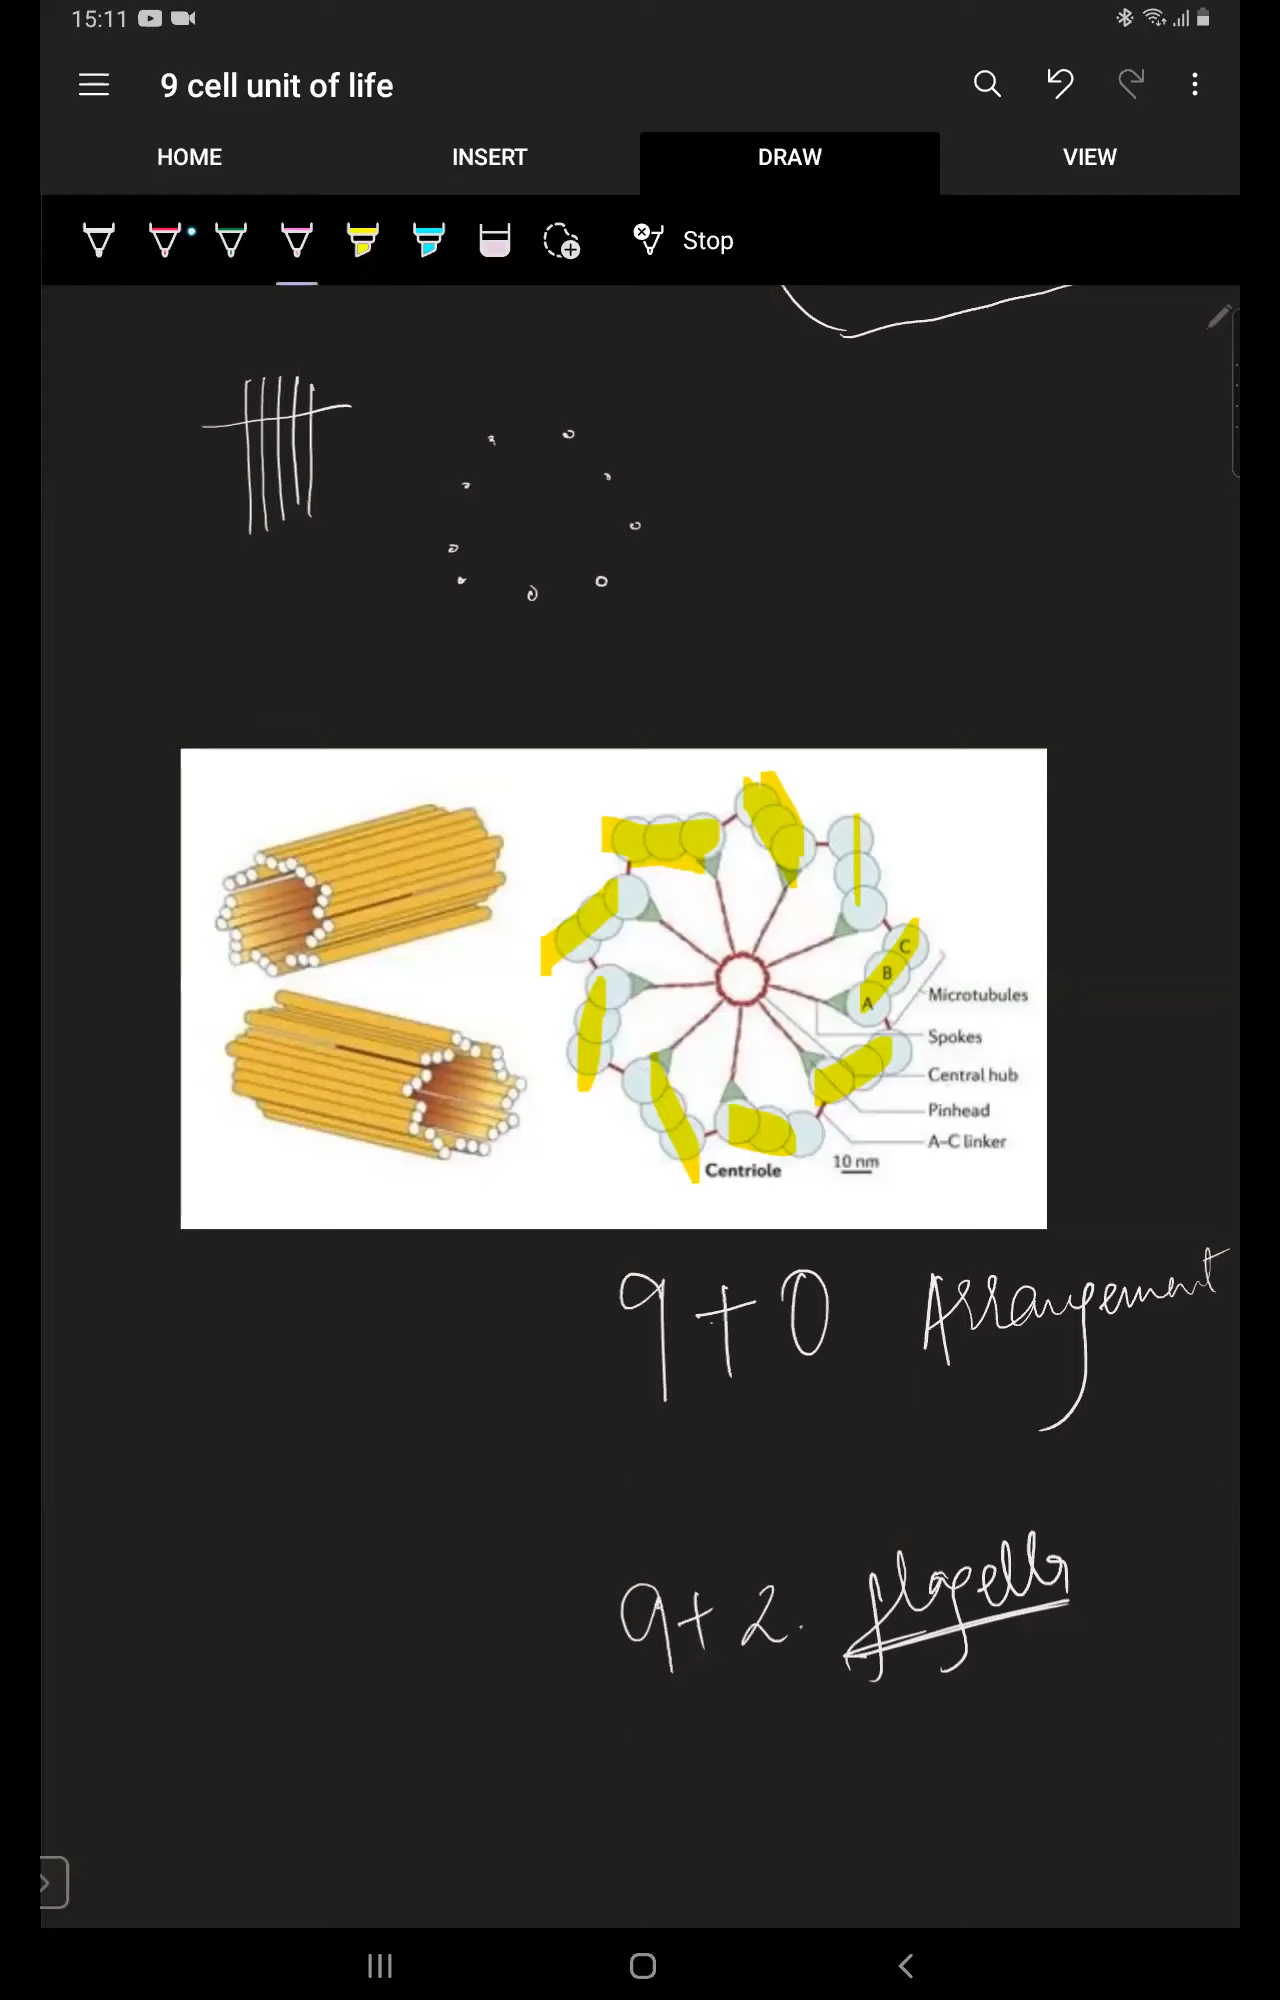 15:11
9 cell unit of life
HOME INSERT DRAW VIEW
Stop
C
B
A
Microtubules
Spokes
Central hub
Pinhead
A-C linker
10 nm
Centriole
9+0 Arrangement
9+2. flagella